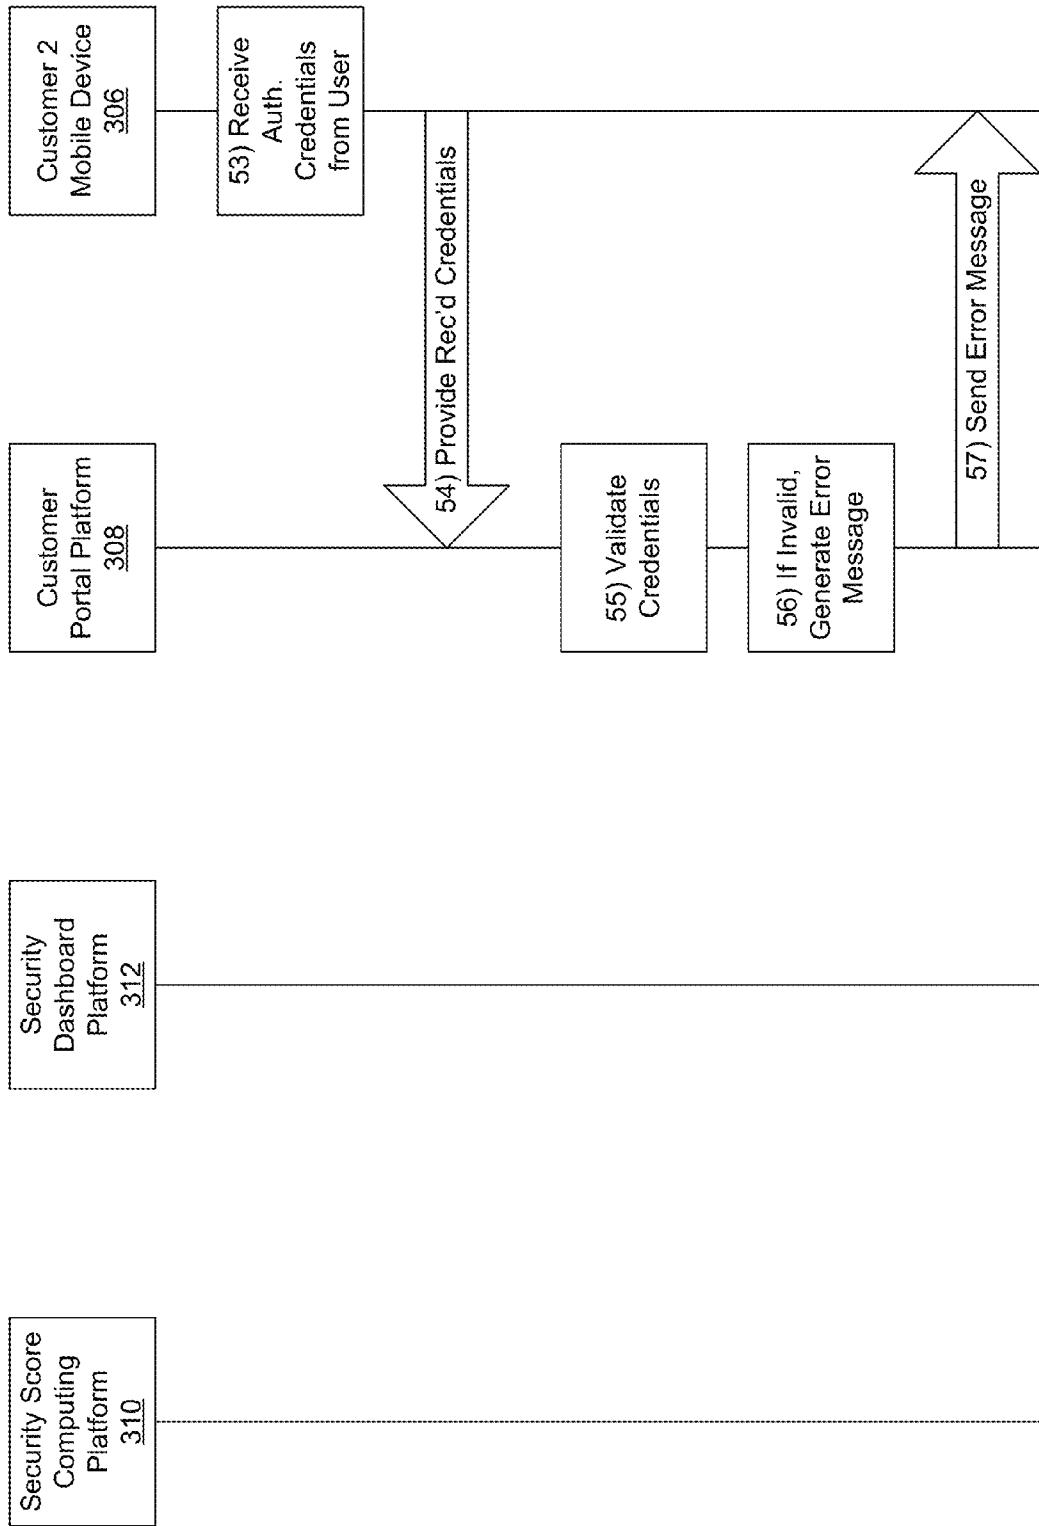 Security Score
Computing
Platform
310
Security
Dashboard
Platform
312
Customer
Portal Platform
308
Customer 2
Mobile Device
306
53) Receive
Auth.
Credentials
from User
54) Provide Rec'd Credentials
55) Validate
Credentials
56) If Invalid,
Generate Error
Message
57) Send Error Message